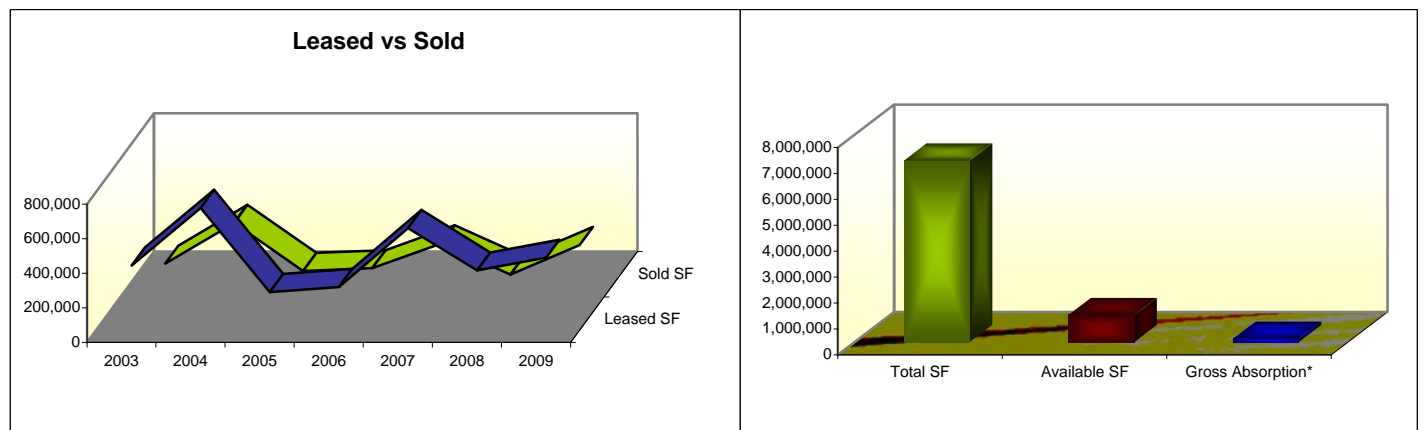 Leased vs Sold
800,000
600,000
400,000
200,000
0
2003 2004 2005 2006 2007 2008 2009
Sold SF
Leased SF
8,000,000
7,000,000
6,000,000
5,000,000
4,000,000
3,000,000
2,000,000
1,000,000
0
Total SF Available SF Gross Absorption*